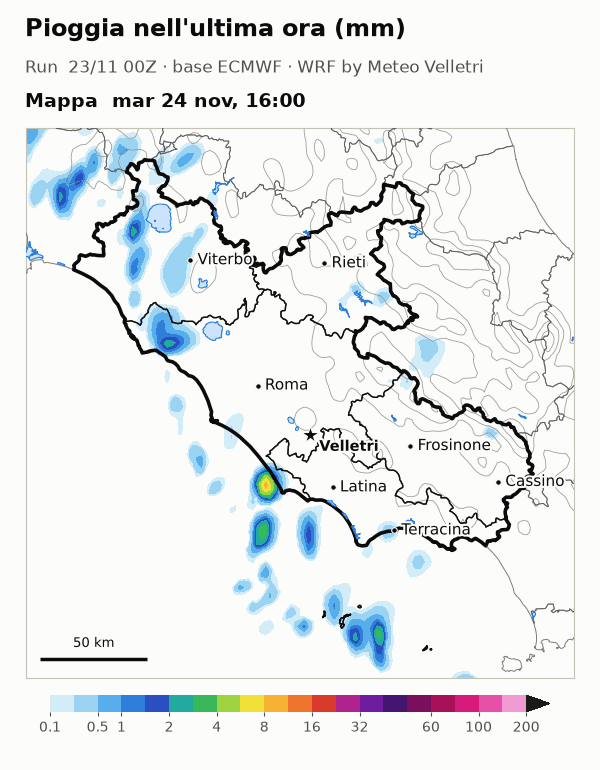 Pioggia nell'ultima ora (mm)
Run  23/11 00Z · base ECMWF · WRF by Meteo Velletri
Mappa  mar 24 nov, 16:00
Viterbo
Rieti
Roma
Velletri
Frosinone
Latina
Cassino
Terracina
50 km
0.1 0.5 1 2 4 8 16 32 60 100 200